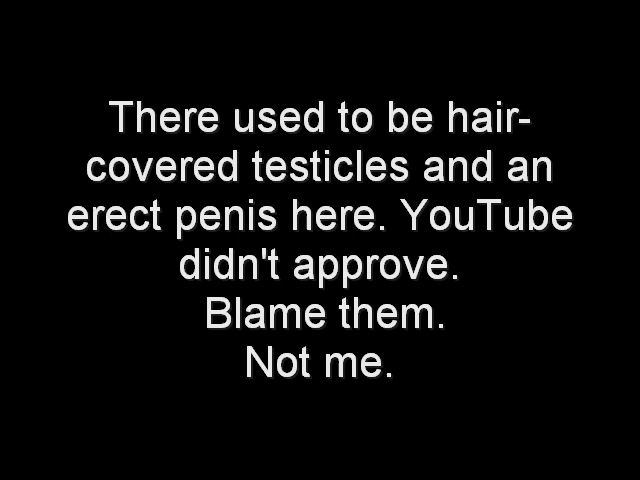 There used to be hair-
covered testicles and an
erect penis here. YouTube
didn't approve.
Blame them.
Not me.